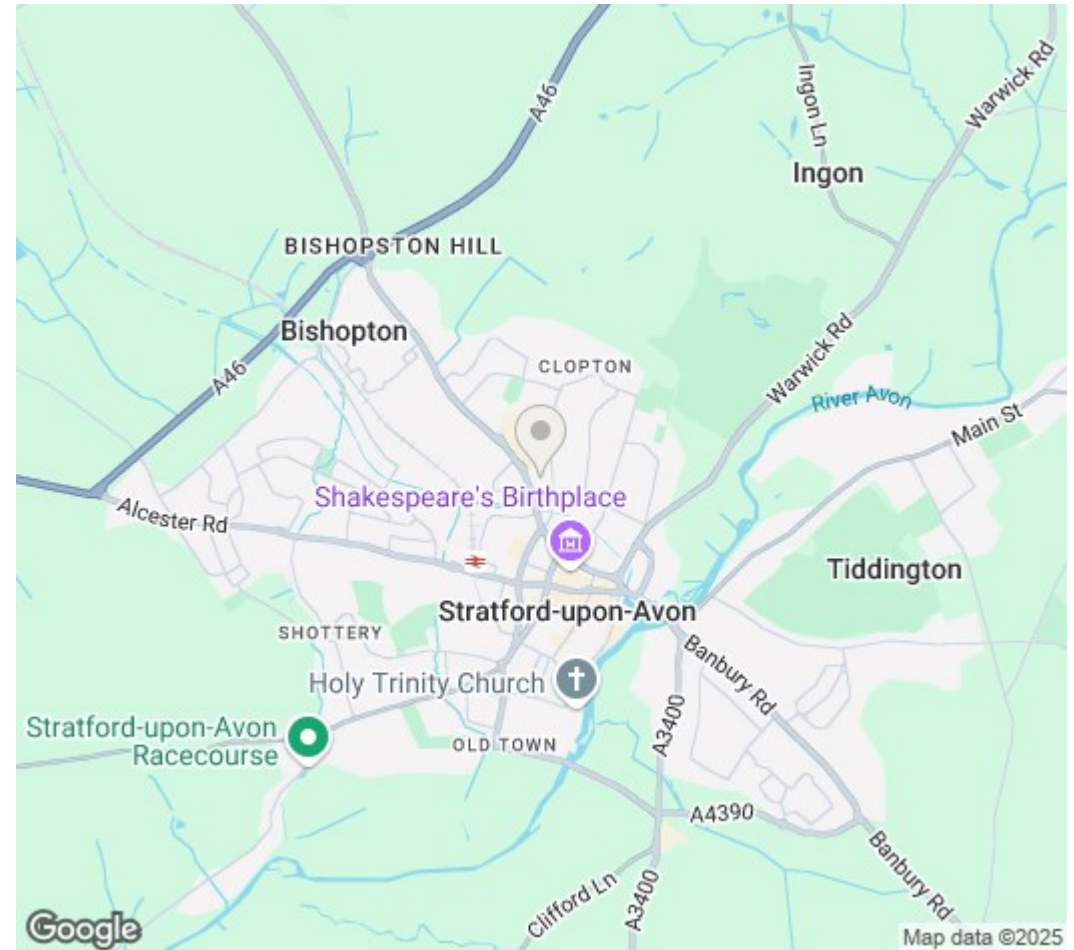 A46
Ingon Ln
Warwick Rd
Ingon
BISHOPSTON HILL
Bishopton
A46
CLOPTON
Warwick Rd
River Avon
Main St
Alcester Rd
Shakespeare's Birthplace
Tiddington
Stratford-upon-Avon
SHOTTERY
Banbury Rd
Holy Trinity Church
A3400
Stratford-upon-Avon
Racecourse
OLD TOWN
A4390
Banbury Rd
Clifford Ln
A3400
Google
Map data ©2025